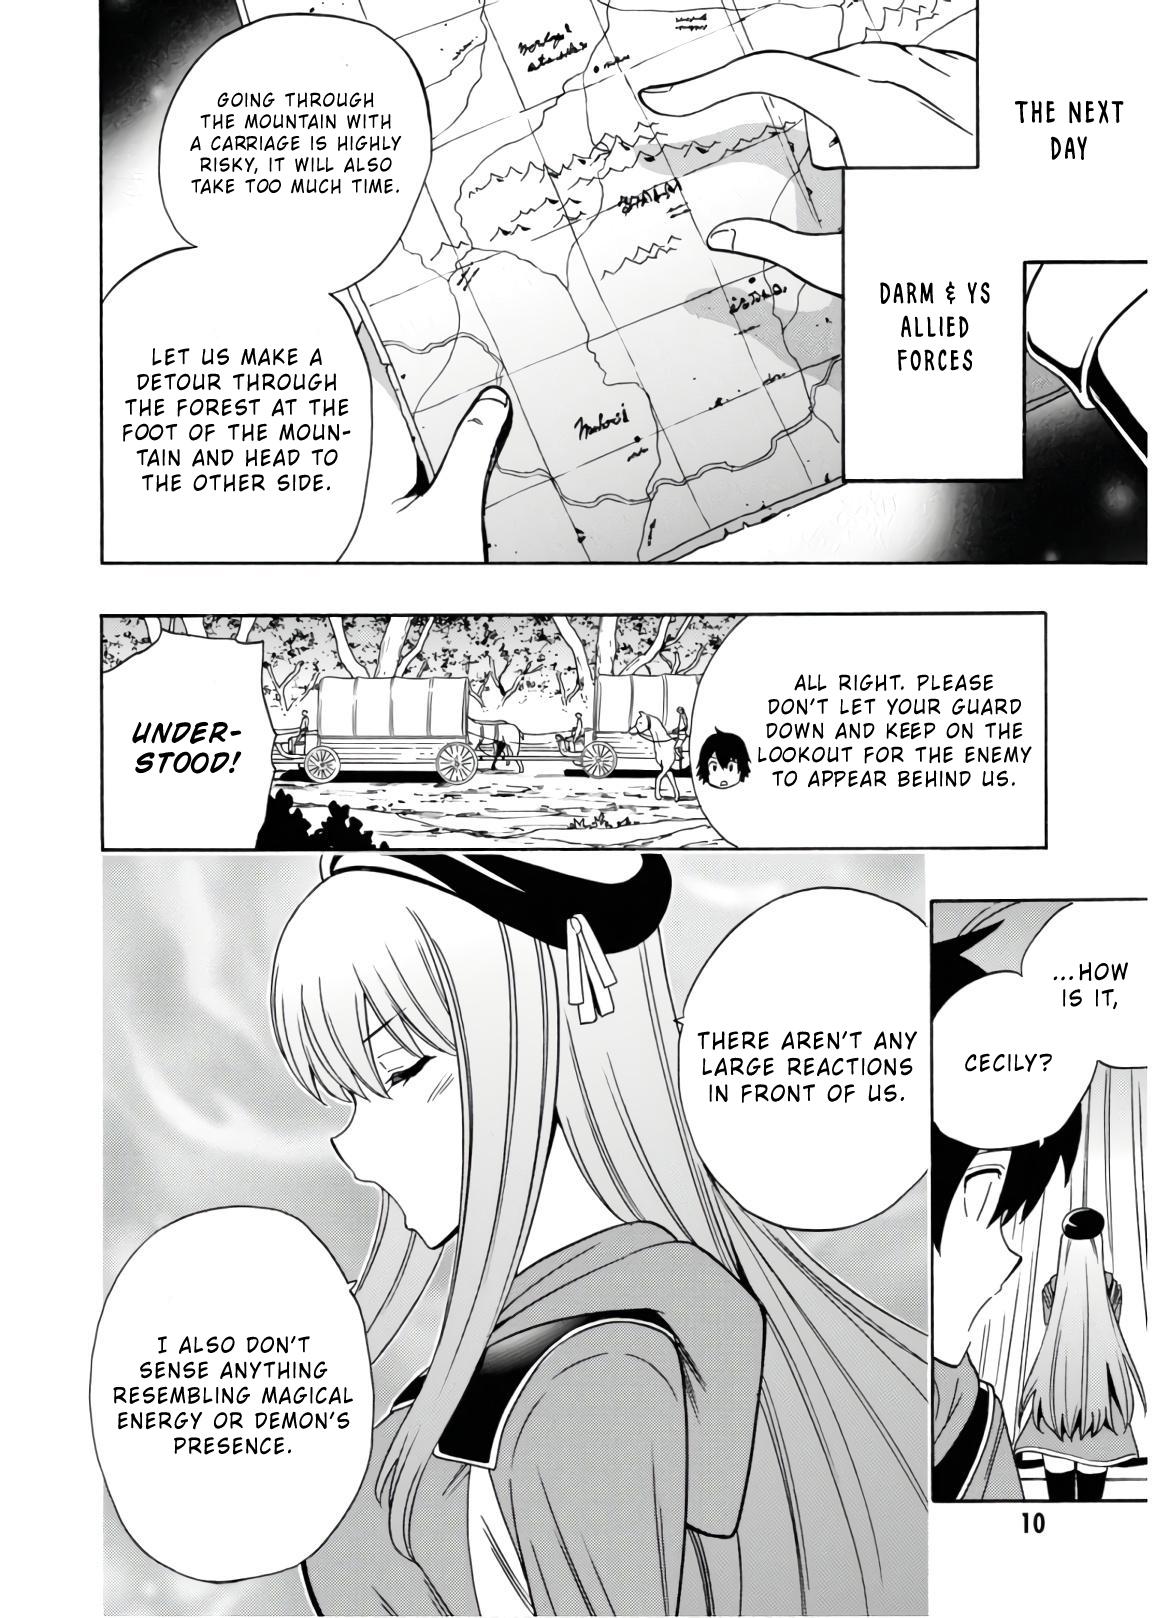 THE NEXT
DAY
DARM & YS
ALLIED
FORCES
GOING THROUGH
THE MOUNTAIN WITH
A CARRIAGE IS HIGHLY
RISKY, IT WILL ALSO
TAKE TOO MUCH TIME.
LET US MAKE A
DETOUR THROUGH
THE FOREST AT THE
FOOT OF THE MOUN-
TAIN AND HEAD TO
THE OTHER SIDE.
ALL RIGHT. PLEASE
DON'T LET YOUR GUARD
DOWN AND KEEP ON THE
LOOKOUT FOR THE ENEMY
TO APPEAR BEHIND US.
UNDER-
STOOD!
...HOW
IS IT,
CECILY?
THERE AREN'T ANY
LARGE REACTIONS
IN FRONT OF US.
I ALSO DON'T
SENSE ANYTHING
RESEMBLING MAGICAL
ENERGY OR DEMON'S
PRESENCE.
10